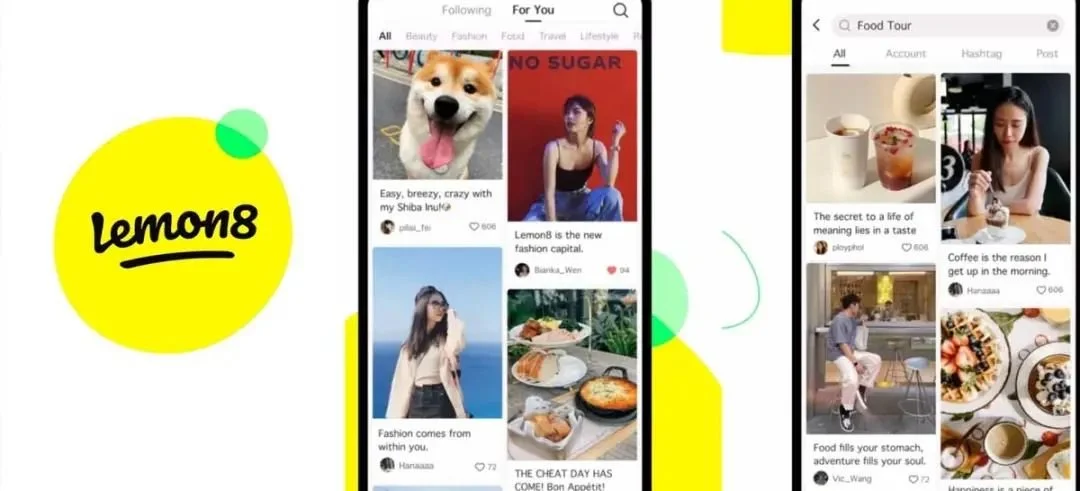 Lemon8
Following
For You
All
Beauty
Fashion
Food
Travel
Lifestyle
NO SUGAR
Easy, breezy, crazy with
my Shiba Inu!
606
Lemon8 is the new
fashion capital.
Bianka_Wen
94
Fashion comes from
within you.
Hanaaaa
72
THE CHEAT DAY HAS
COME! Bon Appétit!
Food Tour
All
Account
Hashtag
Post
The secret to a life of
meaning lies in a taste
ployphol
606
Coffee is the reason I
get up in the morning.
Hanaaaa
606
Food fills your stomach,
adventure fills your soul.
Vic_Wang
72
Happiness is a piece of